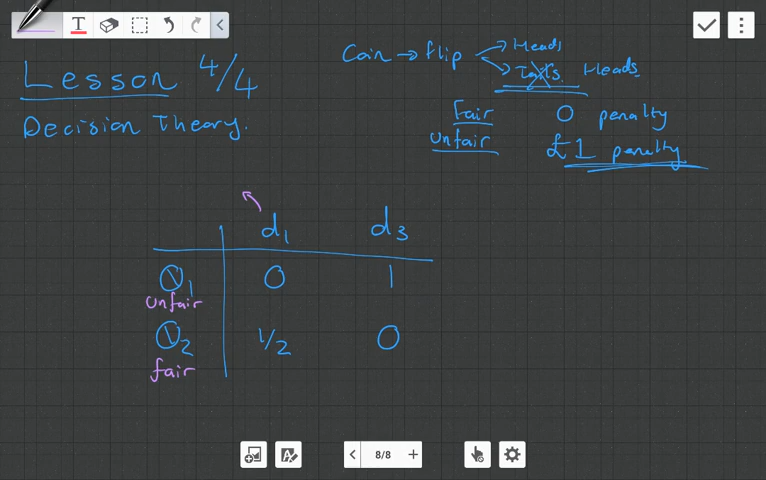 T
Lesson 4/4
Decision Theory.
Coin → flip → Heads
→ Tails Heads
Fair 0 penalty
Unfair £1 penalty
d1 d3
θ1 0 1
unfair
θ2 1/2 0
fair
A 8/8 +